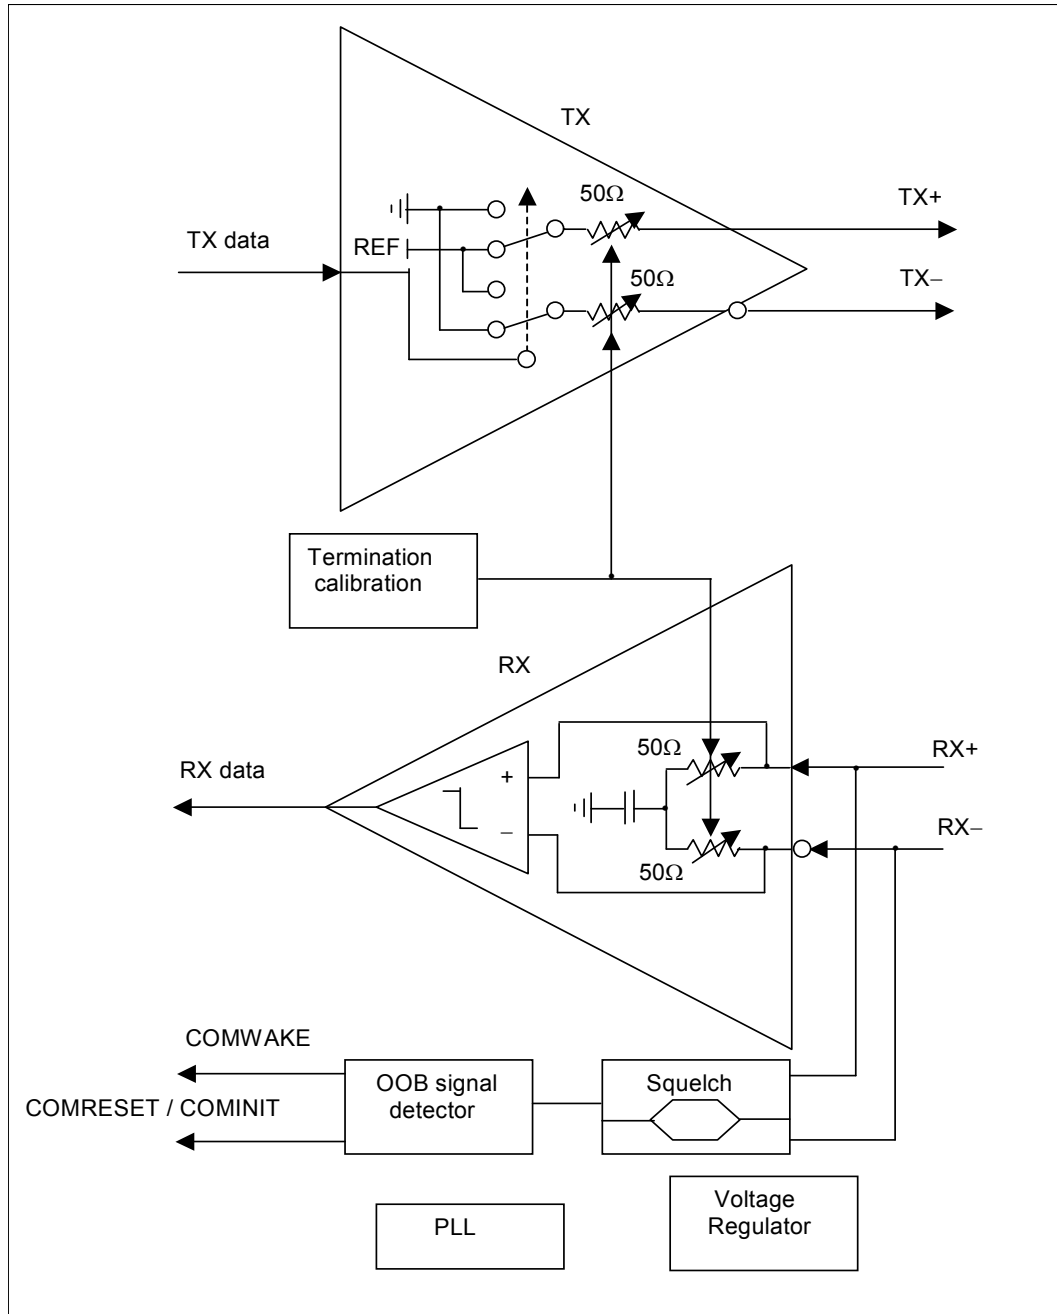 TX
50Ω
TX+
TX data
REF
50Ω
TX−
Termination
calibration
RX
50Ω
RX+
RX data
+
−
RX−
50Ω
COMWAKE
OOB signal
detector
Squelch
COMRESET / COMINIT
PLL
Voltage
Regulator